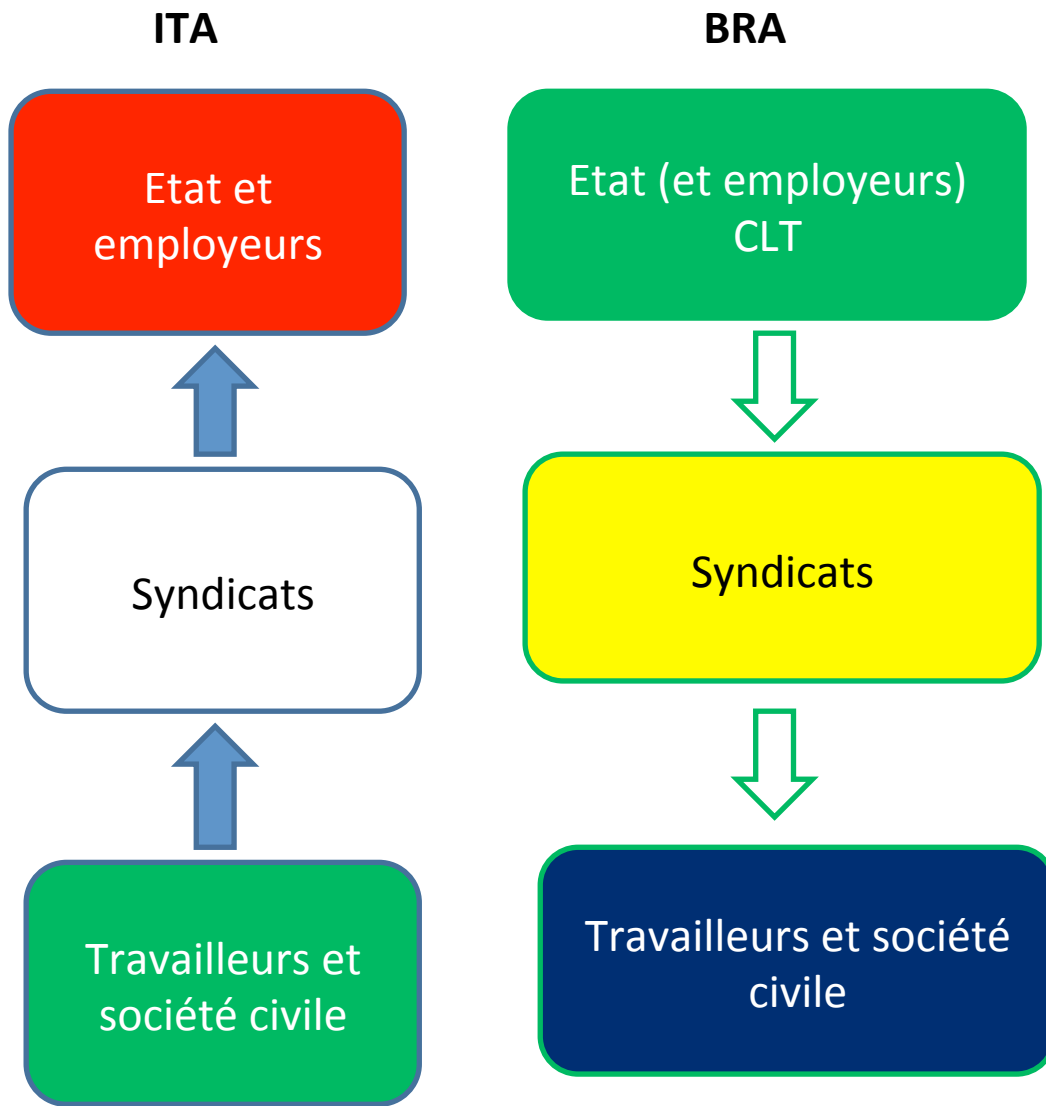 ITA
Etat et
employeurs
Syndicats
Travailleurs et
société civile
BRA
Etat (et employeurs)
CLT
Syndicats
Travailleurs et société
civile